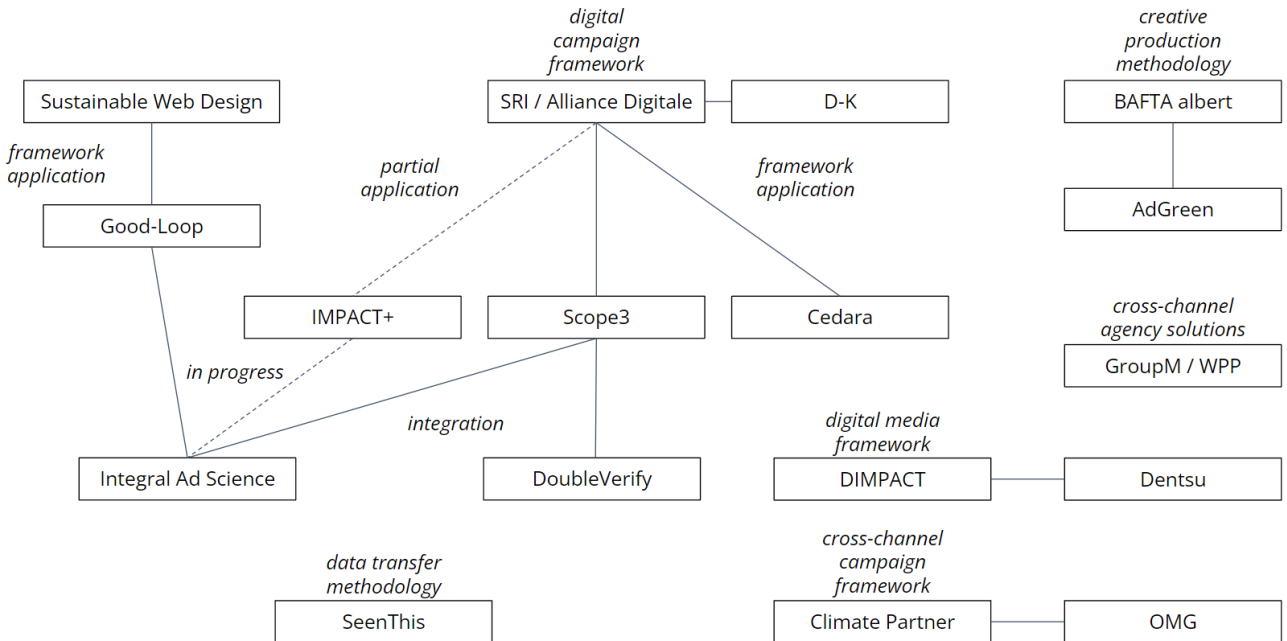 digital
campaign
framework
creative
production
methodology
Sustainable Web Design
SRI / Alliance Digitale
D-K
BAFTA albert
framework
application
partial
application
framework
application
Good-Loop
AdGreen
IMPACT+
Scope3
Cedara
cross-channel
agency solutions
GroupM / WPP
in progress
integration
digital media
framework
Integral Ad Science
DoubleVerify
DIMPACT
Dentsu
data transfer
methodology
cross-channel
campaign
framework
SeenThis
Climate Partner
OMG